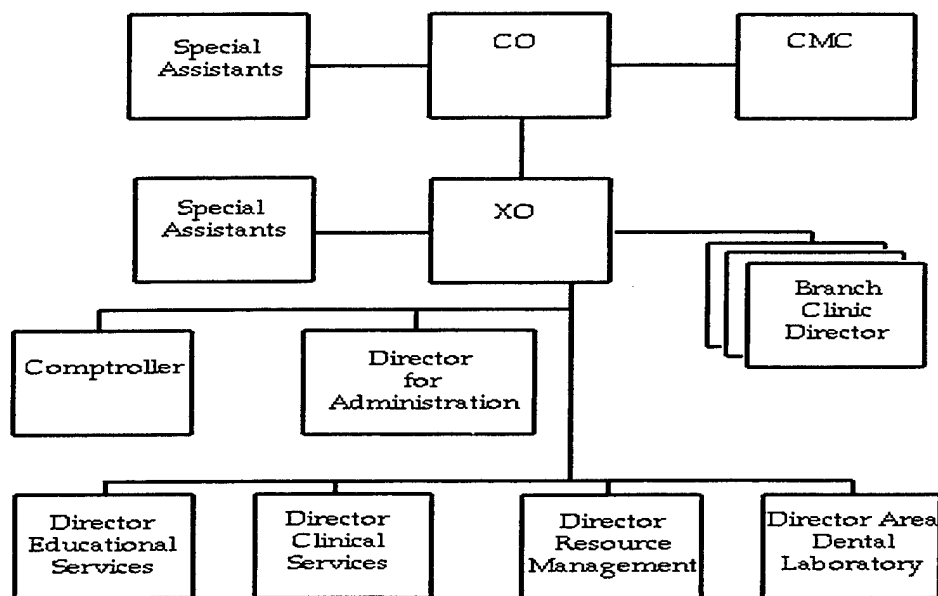 Special
Assistants
CO
CMC
Special
Assistants
XO
Branch
Clinic
Director
Comptroller
Director
for
Administration
Director
Educational
Services
Director
Clinical
Services
Director
Resource
Management
Director Area
Dental
Laboratory